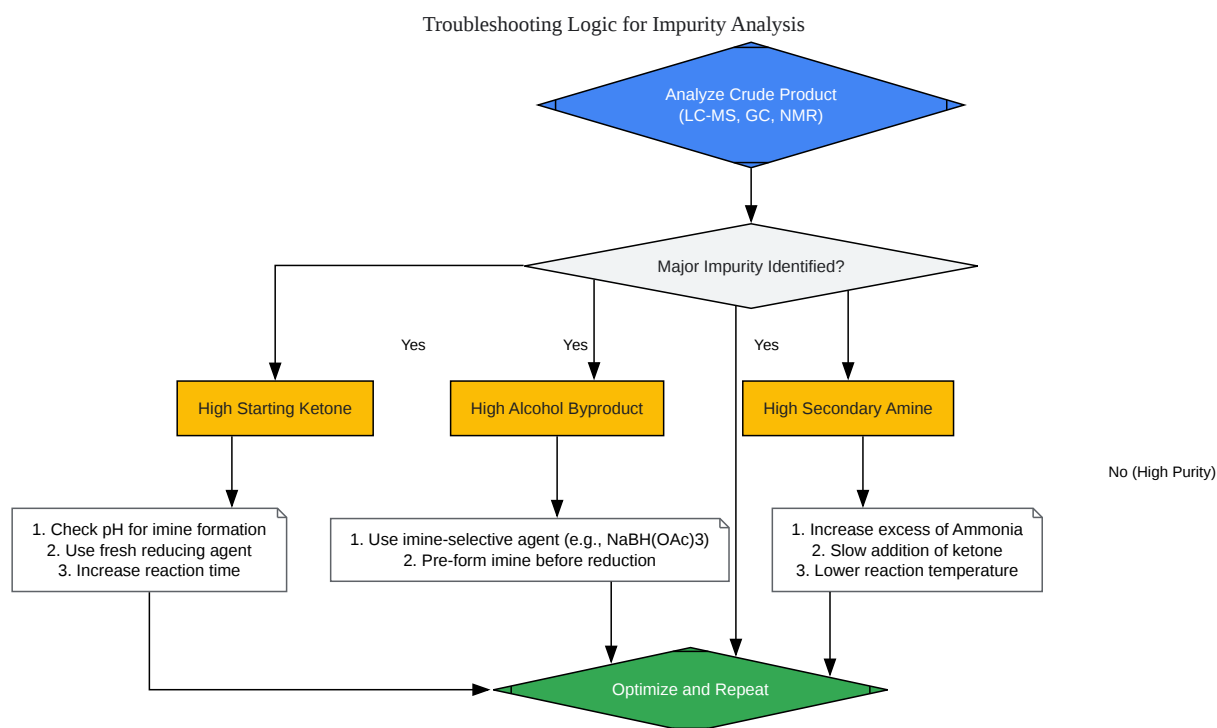 Troubleshooting Logic for Impurity Analysis
Analyze Crude Product
(LC-MS, GC, NMR)
Major Impurity Identified?
Yes
Yes
Yes
High Starting Ketone
High Alcohol Byproduct
High Secondary Amine
No (High Purity)
1. Check pH for imine formation
2. Use fresh reducing agent
3. Increase reaction time
1. Use imine-selective agent (e.g., NaBH(OAc)3)
2. Pre-form imine before reduction
1. Increase excess of Ammonia
2. Slow addition of ketone
3. Lower reaction temperature
Optimize and Repeat